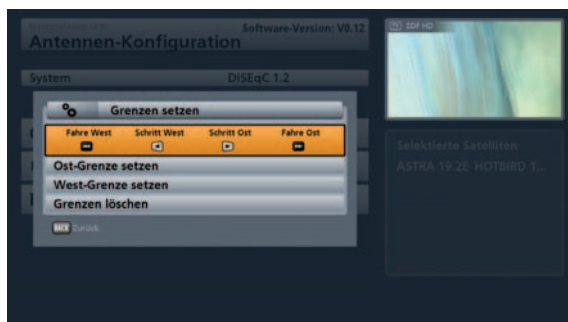 Software-Version: V0.12
Antennen-Konfiguration
System DiSEqC 1.2
ZDF HD
Grenzen setzen
Fahre West Schritt West Schritt Ost Fahre Ost
Ost-Grenze setzen
West-Grenze setzen
Grenzen löschen
BACK Zurück
Selektierte Satelliten
ASTRA 19.2E HOTBIRD 1...